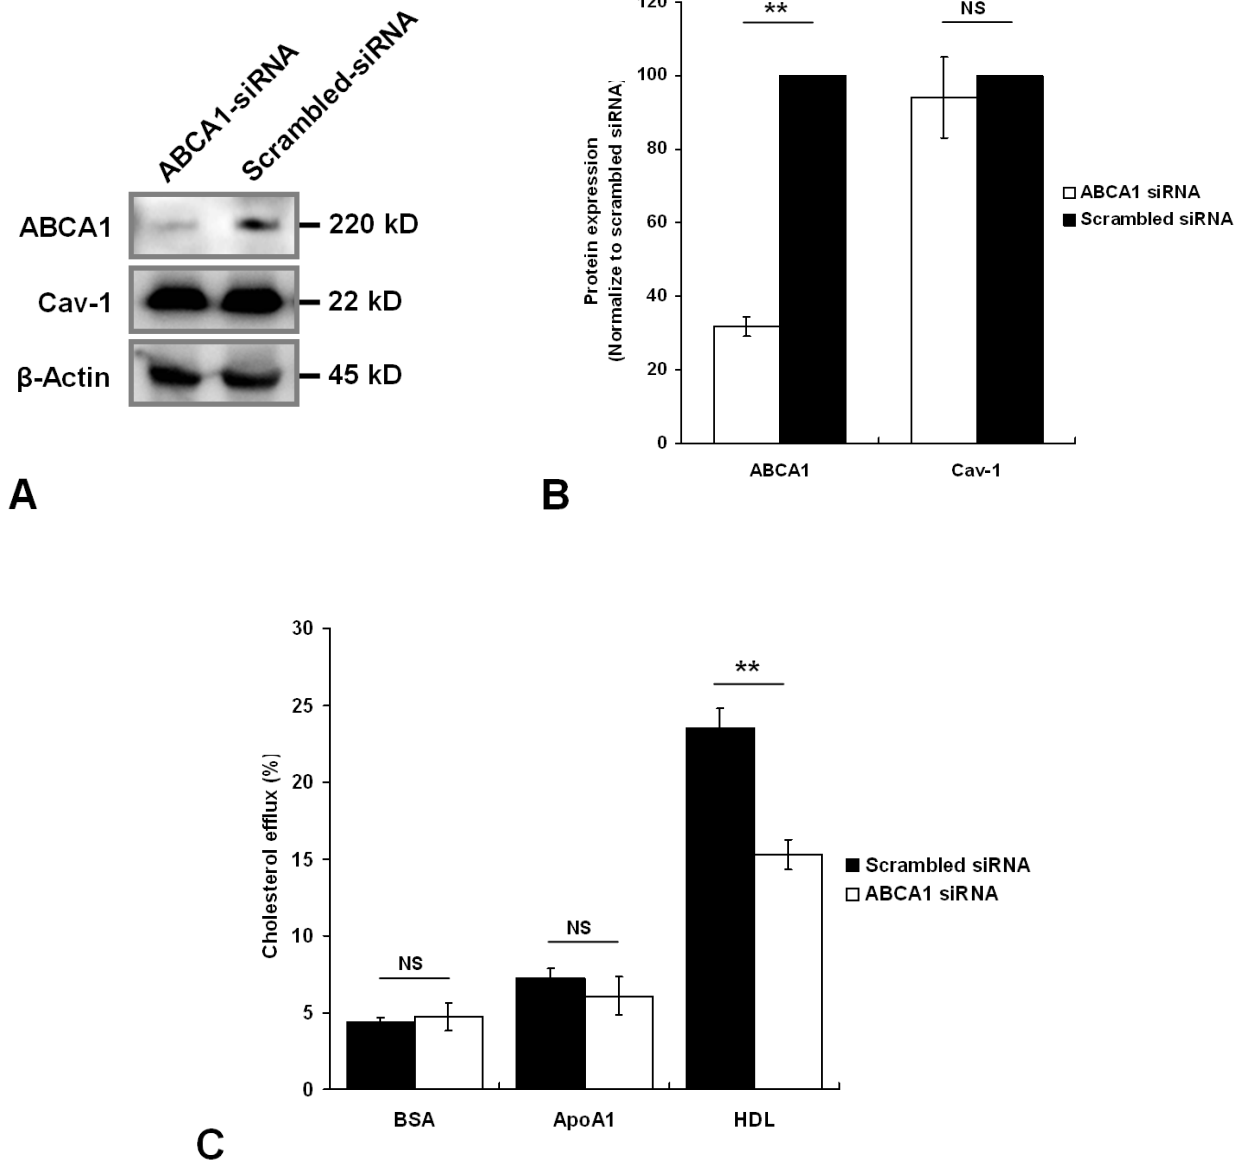 ABCA1-siRNA
Scrambled-siRNA
ABCA1
220 kD
Cav-1
22 kD
β-Actin
45 kD
A
120
100
80
60
40
20
0
Protein expression
(Normalize to scrambled siRNA)
**
NS
ABCA1
Cav-1
ABCA1 siRNA
Scrambled siRNA
B
30
25
20
15
10
5
0
Cholesterol efflux (%)
NS
NS
**
BSA
ApoA1
HDL
Scrambled siRNA
ABCA1 siRNA
C